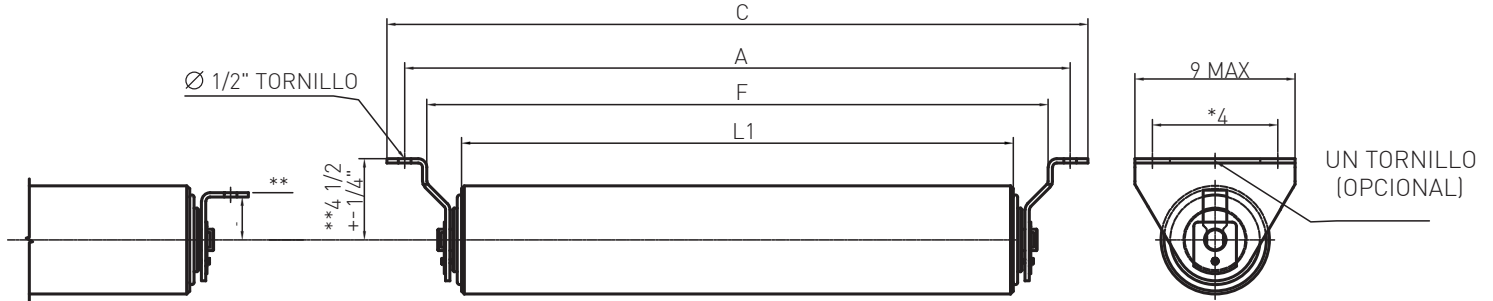 C
A
9 MAX
Ø 1/2" TORNILLO
F
*4
L1
UN TORNILLO
(OPCIONAL)
**
**4 1/2
+- 1/4"